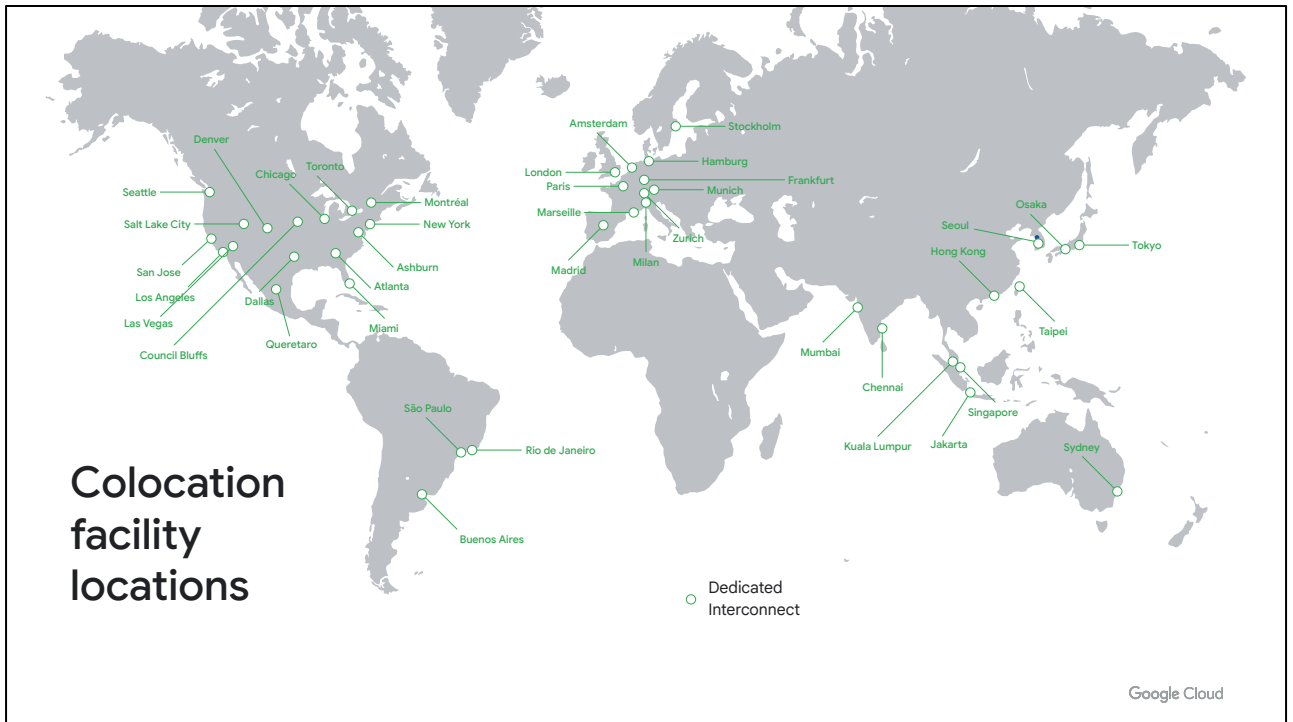 Amsterdam
Stockholm
Denver
Hamburg
Toronto
Chicago
London
Frankfurt
Paris
Munich
Seattle
Montréal
Osaka
Marseille
Salt Lake City
New York
Seoul
Zurich
Tokyo
Hong Kong
Milan
Ashburn
Madrid
San Jose
Atlanta
Los Angeles
Dallas
Las Vegas
Miami
Taipei
Queretaro
Mumbai
Council Bluffs
Chennai
São Paulo
Singapore
Kuala Lumpur
Jakarta
Sydney
Rio de Janeiro
Colocation
facility
locations
Buenos Aires
Dedicated
Interconnect
Google Cloud